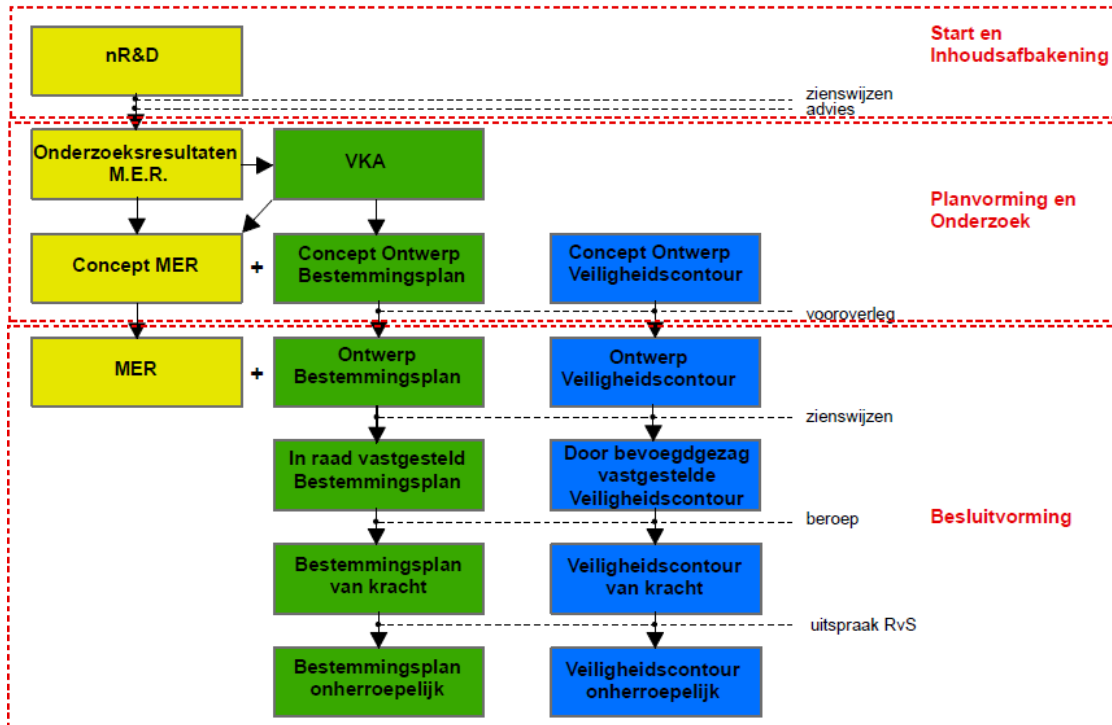 nR&D
Start en
Inhoudsafbakening
zienswijzen
advies
Onderzoeksresultaten
M.E.R.
VKA
Planvorming en
Onderzoek
Concept MER
+
Concept Ontwerp
Bestemmingsplan
Concept Ontwerp
Veiligheidscontour
vooroverleg
MER
+
Ontwerp
Bestemmingsplan
Ontwerp
Veiligheidscontour
zienswijzen
In raad vastgesteld
Bestemmingsplan
Door bevoegdgezag
vastgestelde
Veiligheidscontour
beroep
Besluitvorming
Bestemmingsplan
van kracht
Veiligheidscontour
van kracht
uitspraak RvS
Bestemmingsplan
onherroepelijk
Veiligheidscontour
onherroepelijk